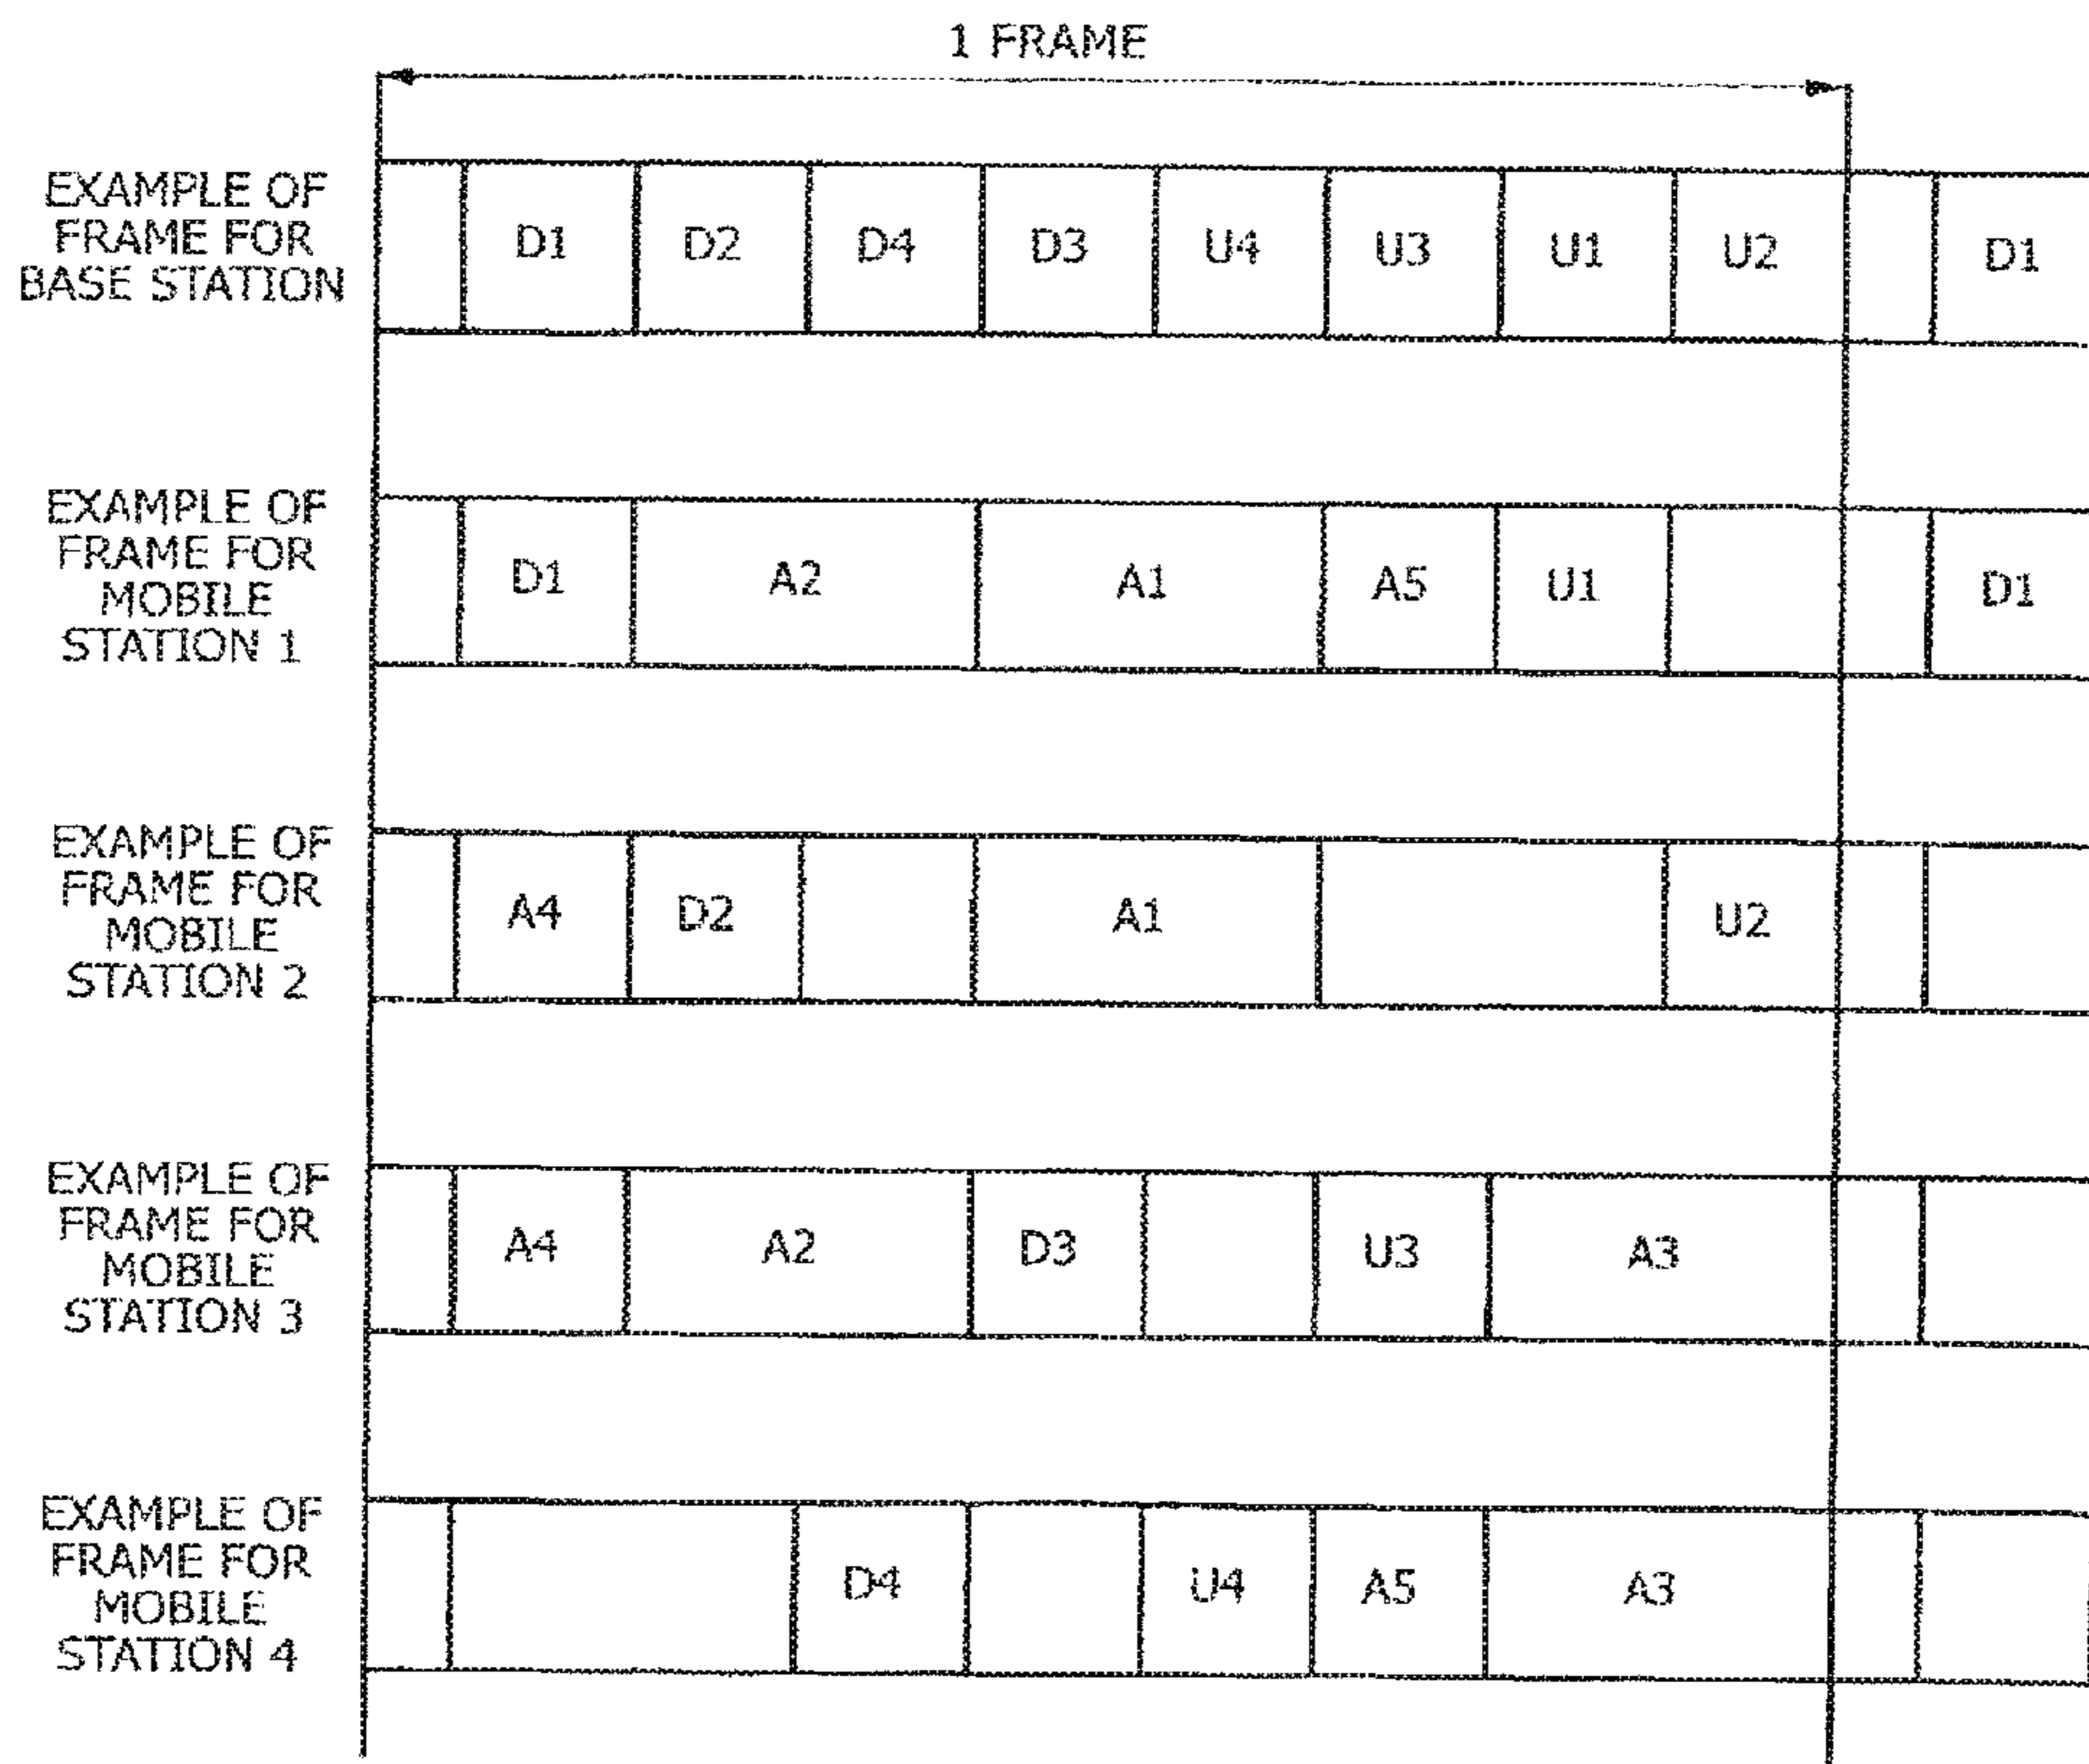 1 FRAME
EXAMPLE OF
FRAME FOR
BASE STATION
D1 D2 D4 D3 U4 U3 U1 U2 D1
EXAMPLE OF
FRAME FOR
MOBILE
STATION 1
D1 A2 A1 A5 U1 D1
EXAMPLE OF
FRAME FOR
MOBILE
STATION 2
A4 D2 A1 U2
EXAMPLE OF
FRAME FOR
MOBILE
STATION 3
A4 A2 D3 U3 A3
EXAMPLE OF
FRAME FOR
MOBILE
STATION 4
D4 U4 A5 A3